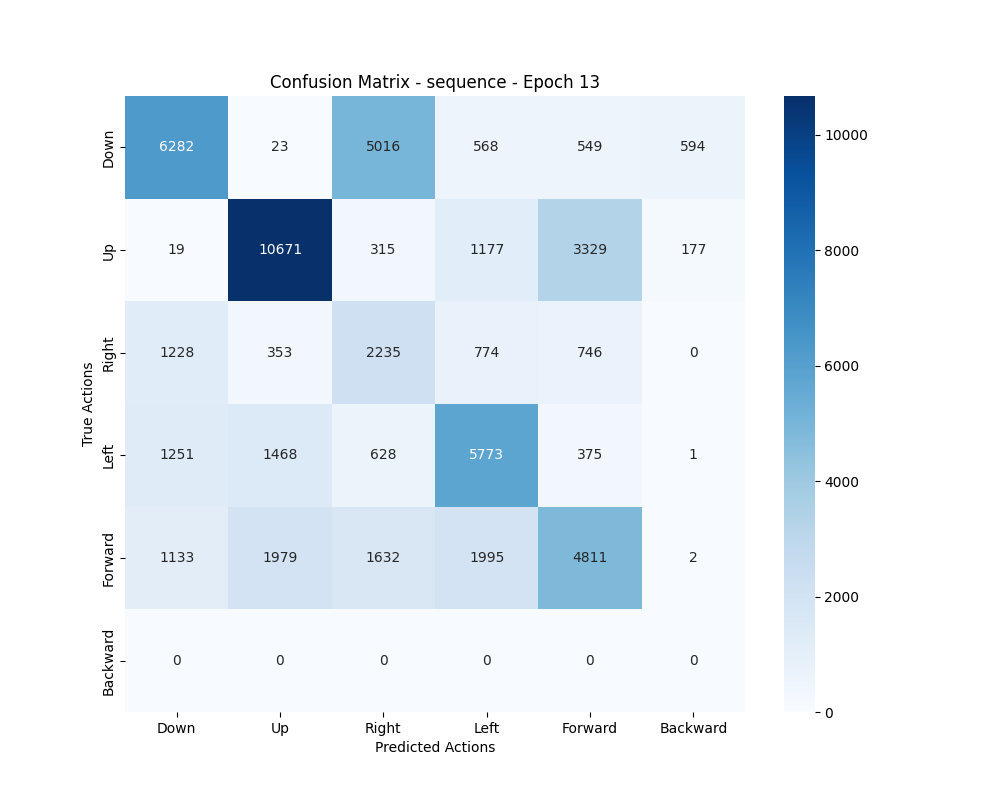 Confusion Matrix - sequence - Epoch 13
True Actions
Down
6282 23 5016 568 549 594
Up
19 10671 315 1177 3329 177
Right
1228 353 2235 774 746 0
Left
1251 1468 628 5773 375 1
Forward
1133 1979 1632 1995 4811 2
Backward
0 0 0 0 0 0
Down Up Right Left Forward Backward
Predicted Actions
10000
8000
6000
4000
2000
0